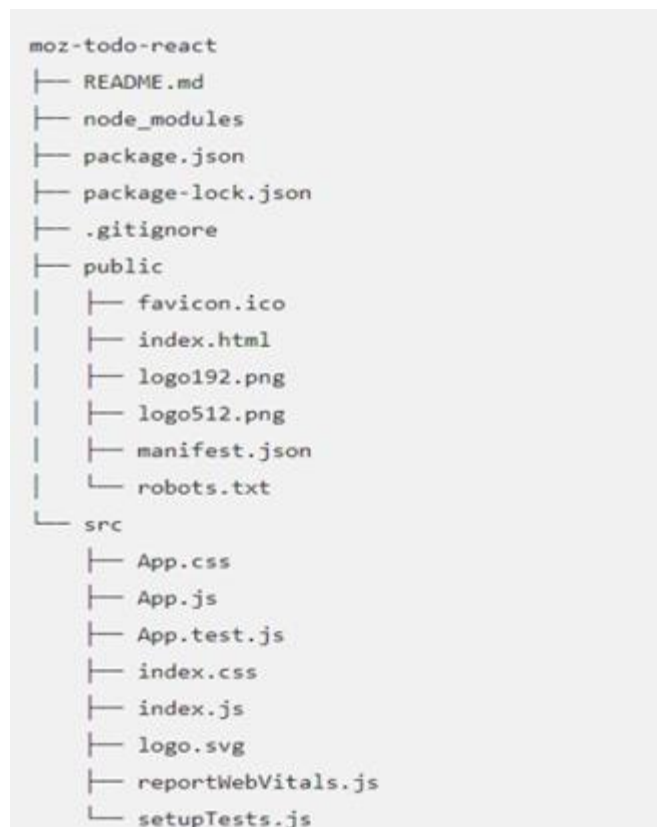 moz-todo-react
├── README.md
├── node_modules
├── package.json
├── package-lock.json
├── .gitignore
├── public
│   ├── favicon.ico
│   ├── index.html
│   ├── logo192.png
│   ├── logo512.png
│   ├── manifest.json
│   └── robots.txt
└── src
    ├── App.css
    ├── App.js
    ├── App.test.js
    ├── index.css
    ├── index.js
    ├── logo.svg
    ├── reportWebVitals.js
    └── setupTests.js